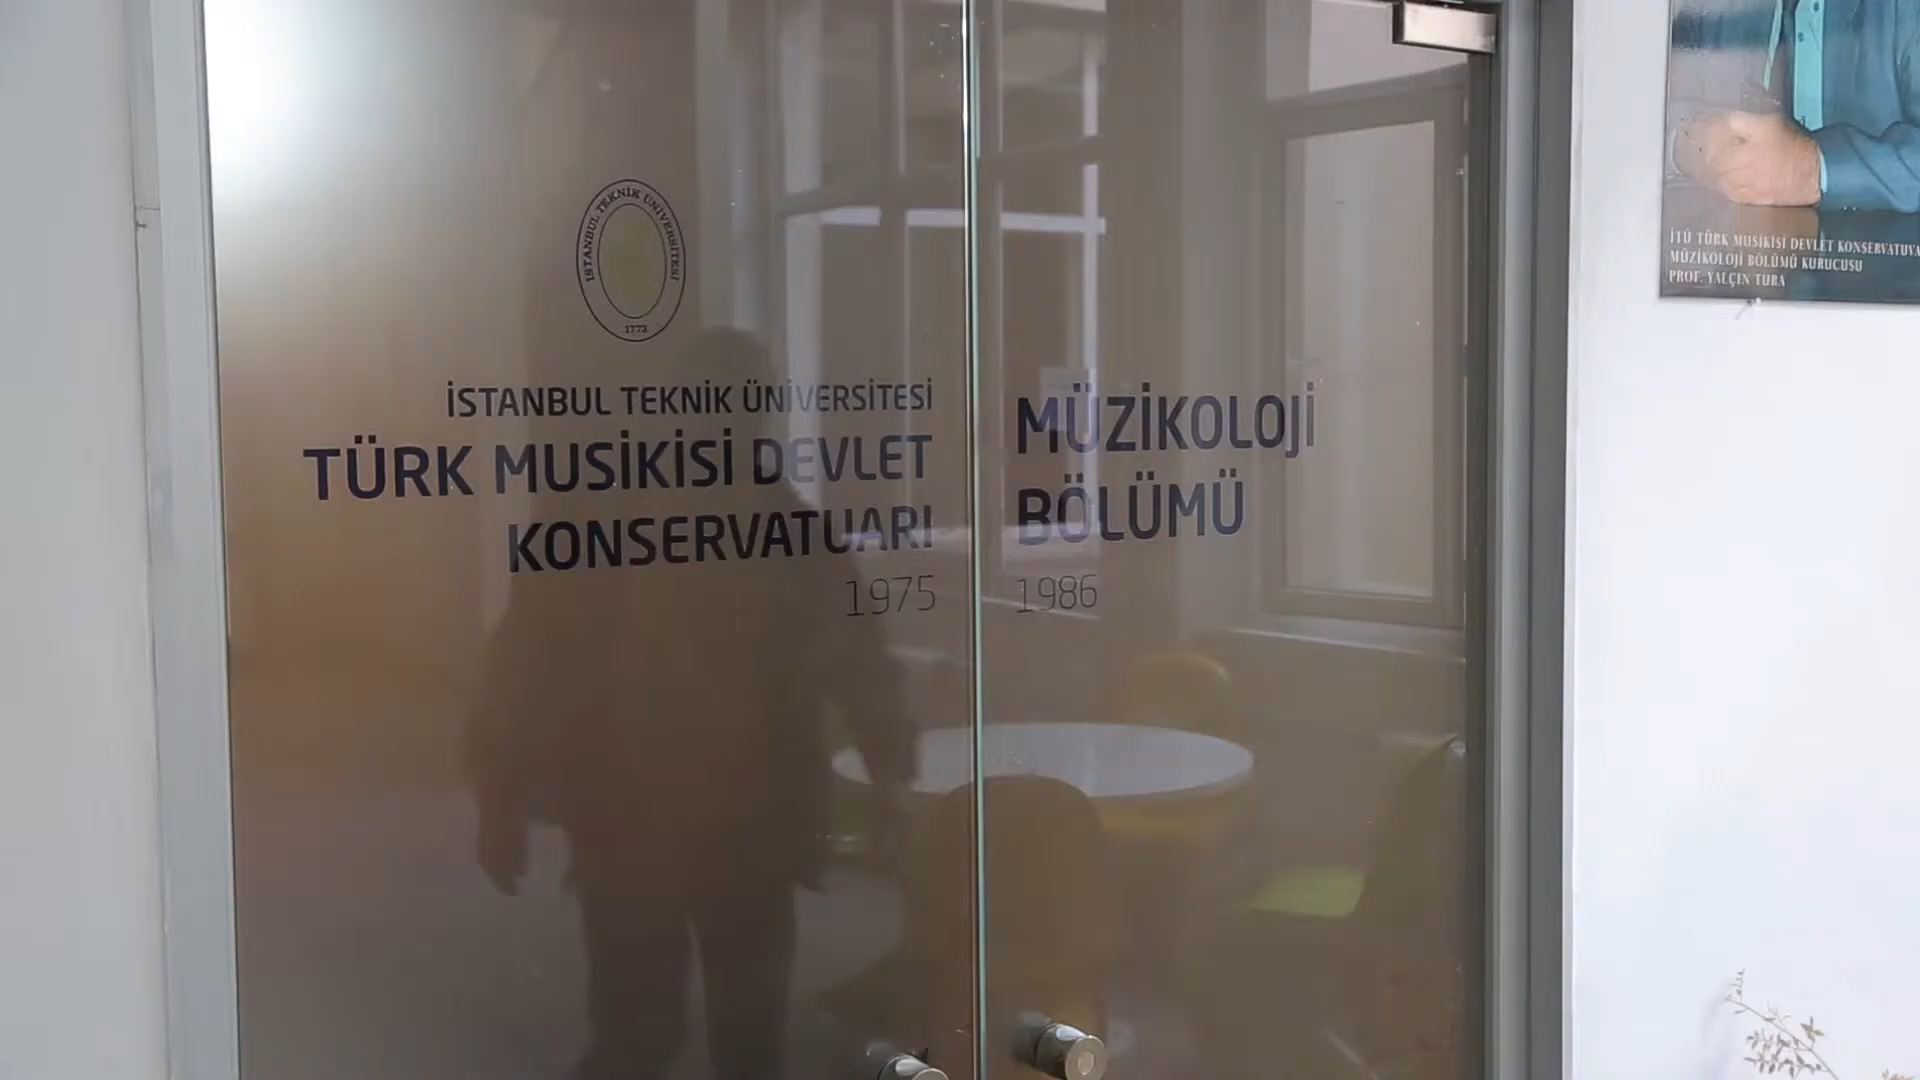 İSTANBUL TEKNİK ÜNİVERSİTESİ
1773
İSTANBUL TEKNİK ÜNİVERSİTESİ
TÜRK MUSİKİSİ DEVLET
KONSERVATUARI
1975
MÜZİKOLOJİ
BÖLÜMÜ
1986
İTÜ TÜRK MUSİKİSİ DEVLET KONSERVATUVA
MÜZİKOLOJİ BÖLÜMÜ KURUCUSU
PROF. YALÇIN TURA